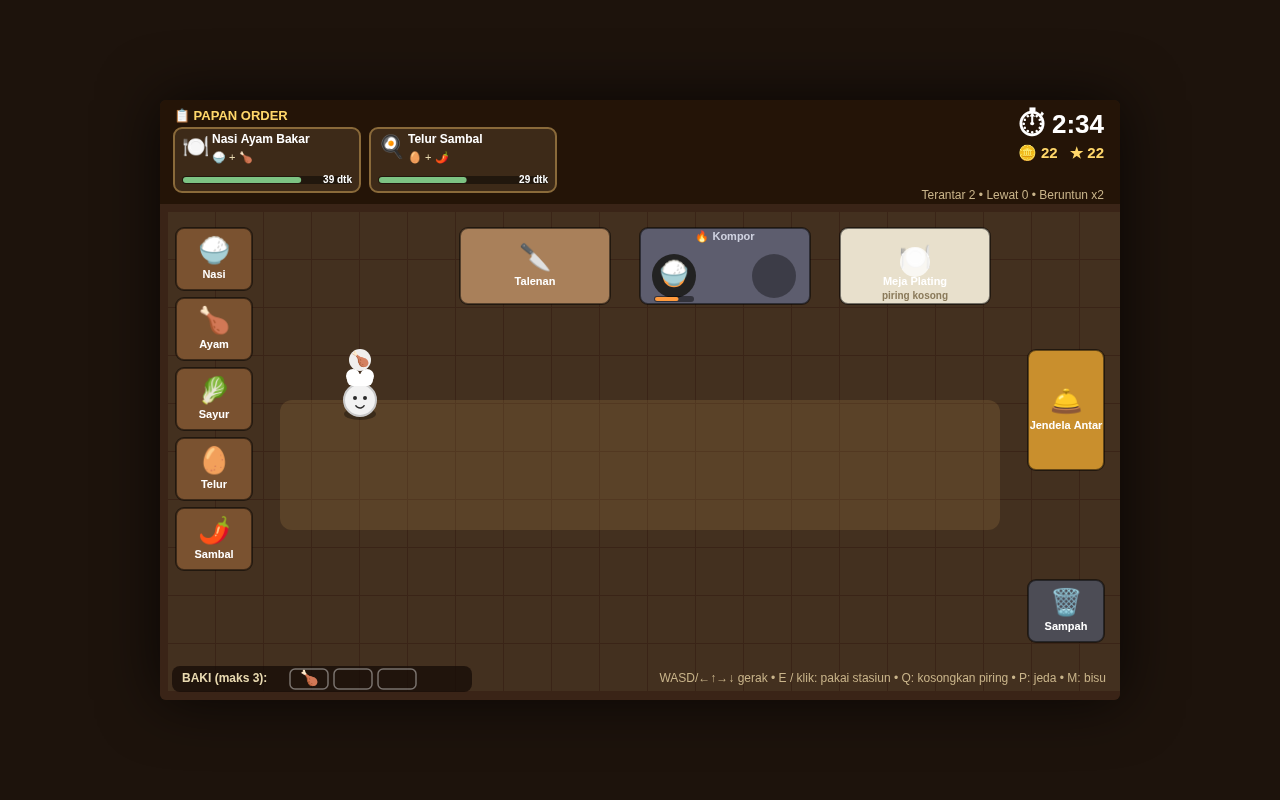 📋 PAPAN ORDER
Nasi Ayam Bakar
🍚 + 🍗
39 dtk
Telur Sambal
🥚 + 🌶️
29 dtk
2:34
22 ★ 22
Terantar 2 • Lewat 0 • Beruntun x2
Nasi
Ayam
Sayur
Telur
Sambal
Talenan
🔥 Kompor
Meja Plating
piring kosong
Jendela Antar
Sampah
BAKI (maks 3):
WASD/←↑→↓ gerak • E / klik: pakai stasiun • Q: kosongkan piring • P: jeda • M: bisu